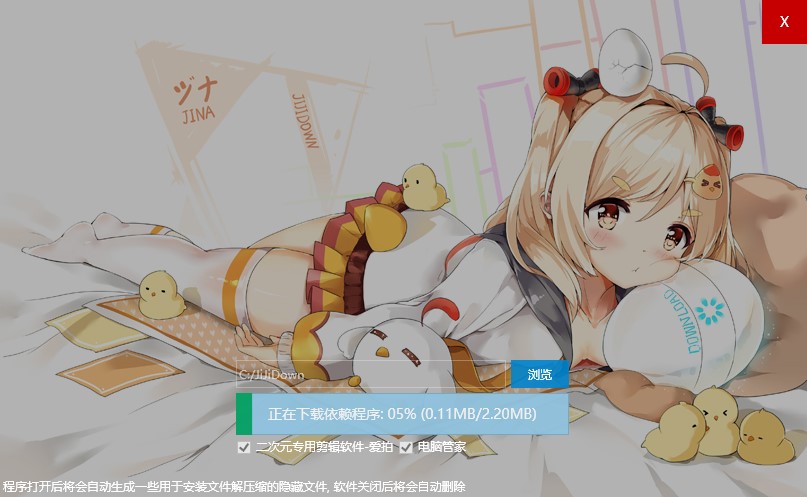 X
ヅナ
JINA
JIJIDOWN
DOWNLOAD
C:/JiJiDown
浏览
正在下载依赖程序: 05% (0.11MB/2.20MB)
二次元专用剪辑软件-爱拍
电脑管家
程序打开后将会自动生成一些用于安装文件解压缩的隐藏文件, 软件关闭后将会自动删除